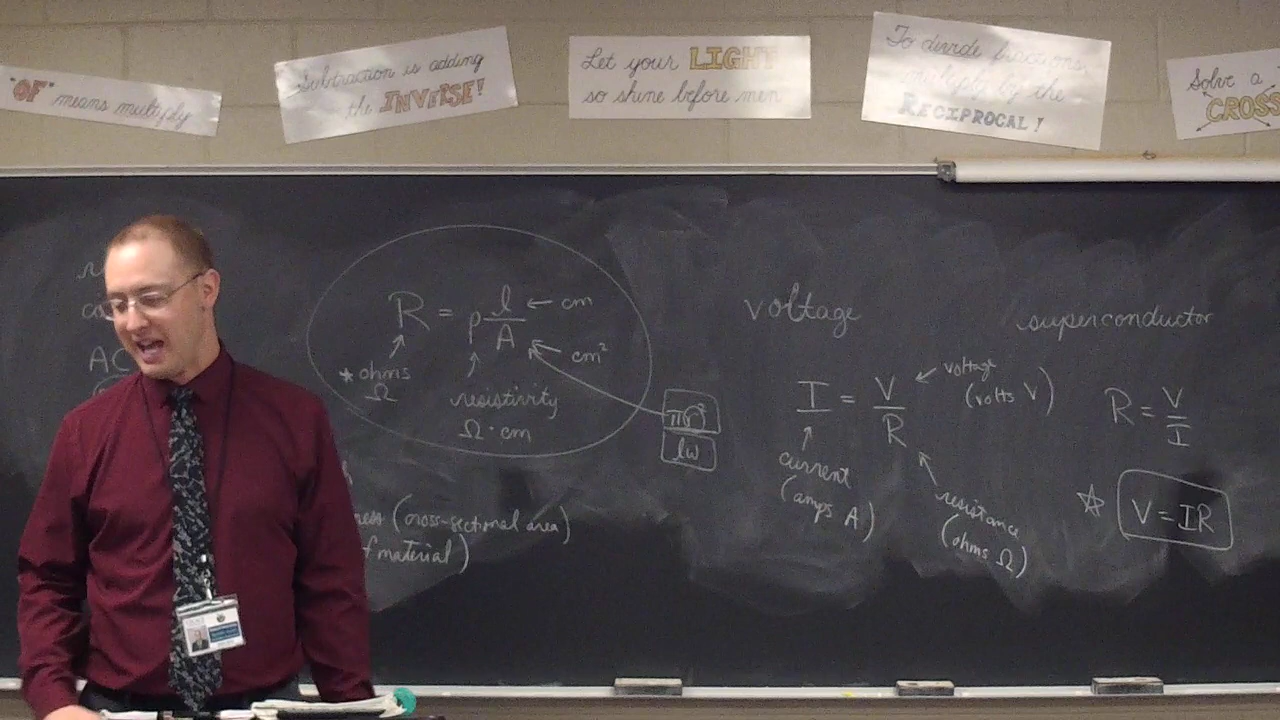 "OF" means multiply
Subtraction is adding
the INVERSE!
Let your LIGHT
so shine before men
To divide fractions,
multiply by the
RECIPROCAL!
Solve a
CROSS
AC
R = ρ l/A
← cm
cm²
* ohms
Ω
resistivity
Ω · cm
πr²
lw
(cross-sectional area)
f material)
voltage
superconductor
I = V/R
voltage
(volts V)
current
(amps A)
resistance
(ohms Ω)
R = V/I
☆ V = IR